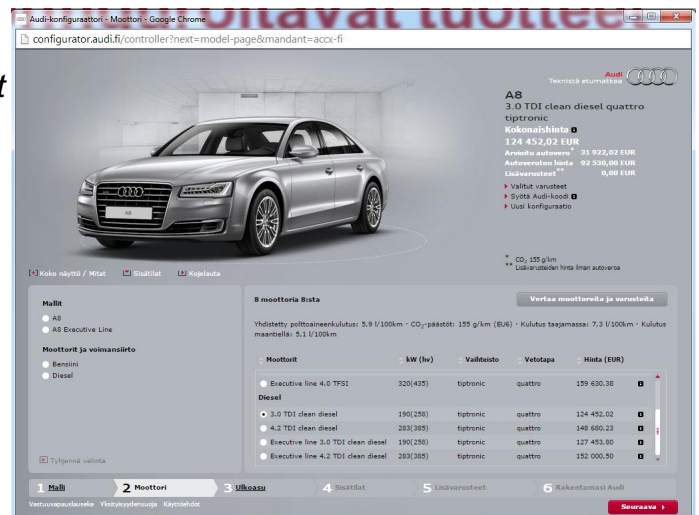 oitavat tuotteet
t
Audi-konfiguraattori - Moottori - Google Chrome
configurator.audi.fi/controller?next=model-page&mandant=accx-fi
Audi
Teknistä etumatkaa
A8
3.0 TDI clean diesel quattro
tiptronic
Kokonaishinta
124 452,02 EUR
Arvioitu autovero* 31 922,02 EUR
Autoveroton hinta 92 530,00 EUR
Lisävarusteet** 0,00 EUR
Valitut varusteet
Syötä Audi-koodi
Uusi konfiguraatio
* CO₂ 155 g/km
** Lisävarusteiden hinta ilman autoveroa
A8
[+] Koko näyttö / Mitat Sisätilat Kojelauta
Mallit
A8
A8 Executive Line
Moottorit ja voimansiirto
Bensiini
Diesel
Tyhjennä valinta
8 moottoria 8:sta Vertaa moottoreita ja varusteita
Yhdistetty polttoaineenkulutus: 5,9 l/100km · CO₂-päästöt: 155 g/km (EU6) · Kulutus taajamassa: 7,3 l/100km · Kulutus
maantiellä: 5,1 l/100km
Moottorit kW (hv) Vaihteisto Vetotapa Hinta (EUR)
Executive line 4.0 TFSI 320(435) tiptronic quattro 159 630,38
Diesel
3.0 TDI clean diesel 190(258) tiptronic quattro 124 452,02
4.2 TDI clean diesel 283(385) tiptronic quattro 148 680,23
Executive line 3.0 TDI clean diesel 190(258) tiptronic quattro 127 453,80
Executive line 4.2 TDI clean diesel 283(385) tiptronic quattro 152 000,50
1 Malli 2 Moottori 3 Ulkoasu 4 Sisätilat 5 Lisävarusteet 6 Rakentamasi Audi
Vastuuvapauslauseke Yksityisyydensuoja Käyttöehdot
Seuraava